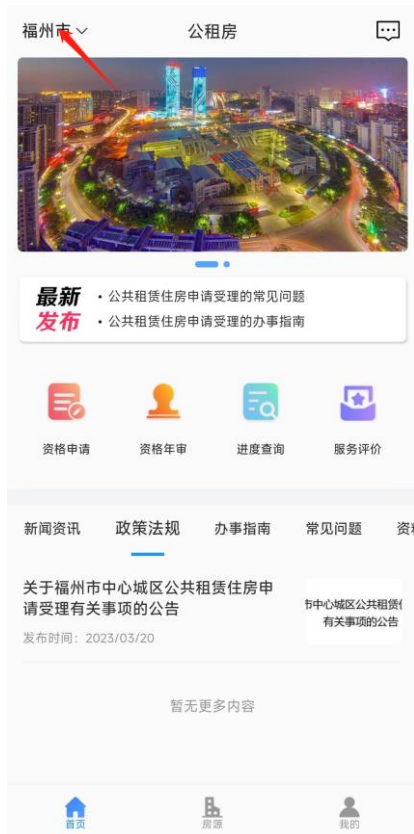 福州市
公租房
最新
发布
• 公共租赁住房申请受理的常见问题
• 公共租赁住房申请受理的办事指南
资格申请 资格年审 进度查询 服务评价
新闻资讯 政策法规 办事指南 常见问题
关于福州市中心城区公共租赁住房申
请受理有关事项的公告
发布时间：2023/03/20
市中心城区公共租赁
有关事项的公告
暂无更多内容
首页 房源 我的